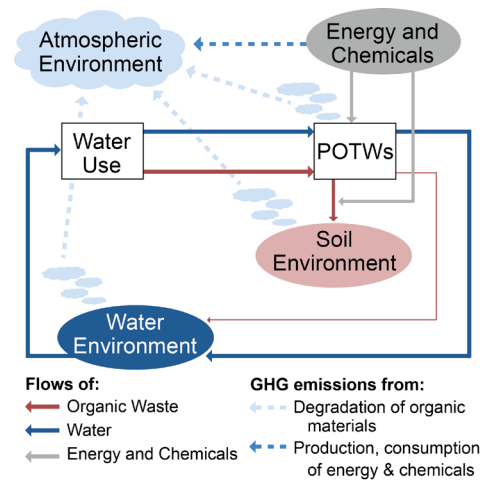 Atmospheric
Environment
Energy and
Chemicals
Water
Use
POTWs
Soil
Environment
Water
Environment
Flows of:
Organic Waste
Water
Energy and Chemicals
GHG emissions from:
Degradation of organic
materials
Production, consumption
of energy & chemicals